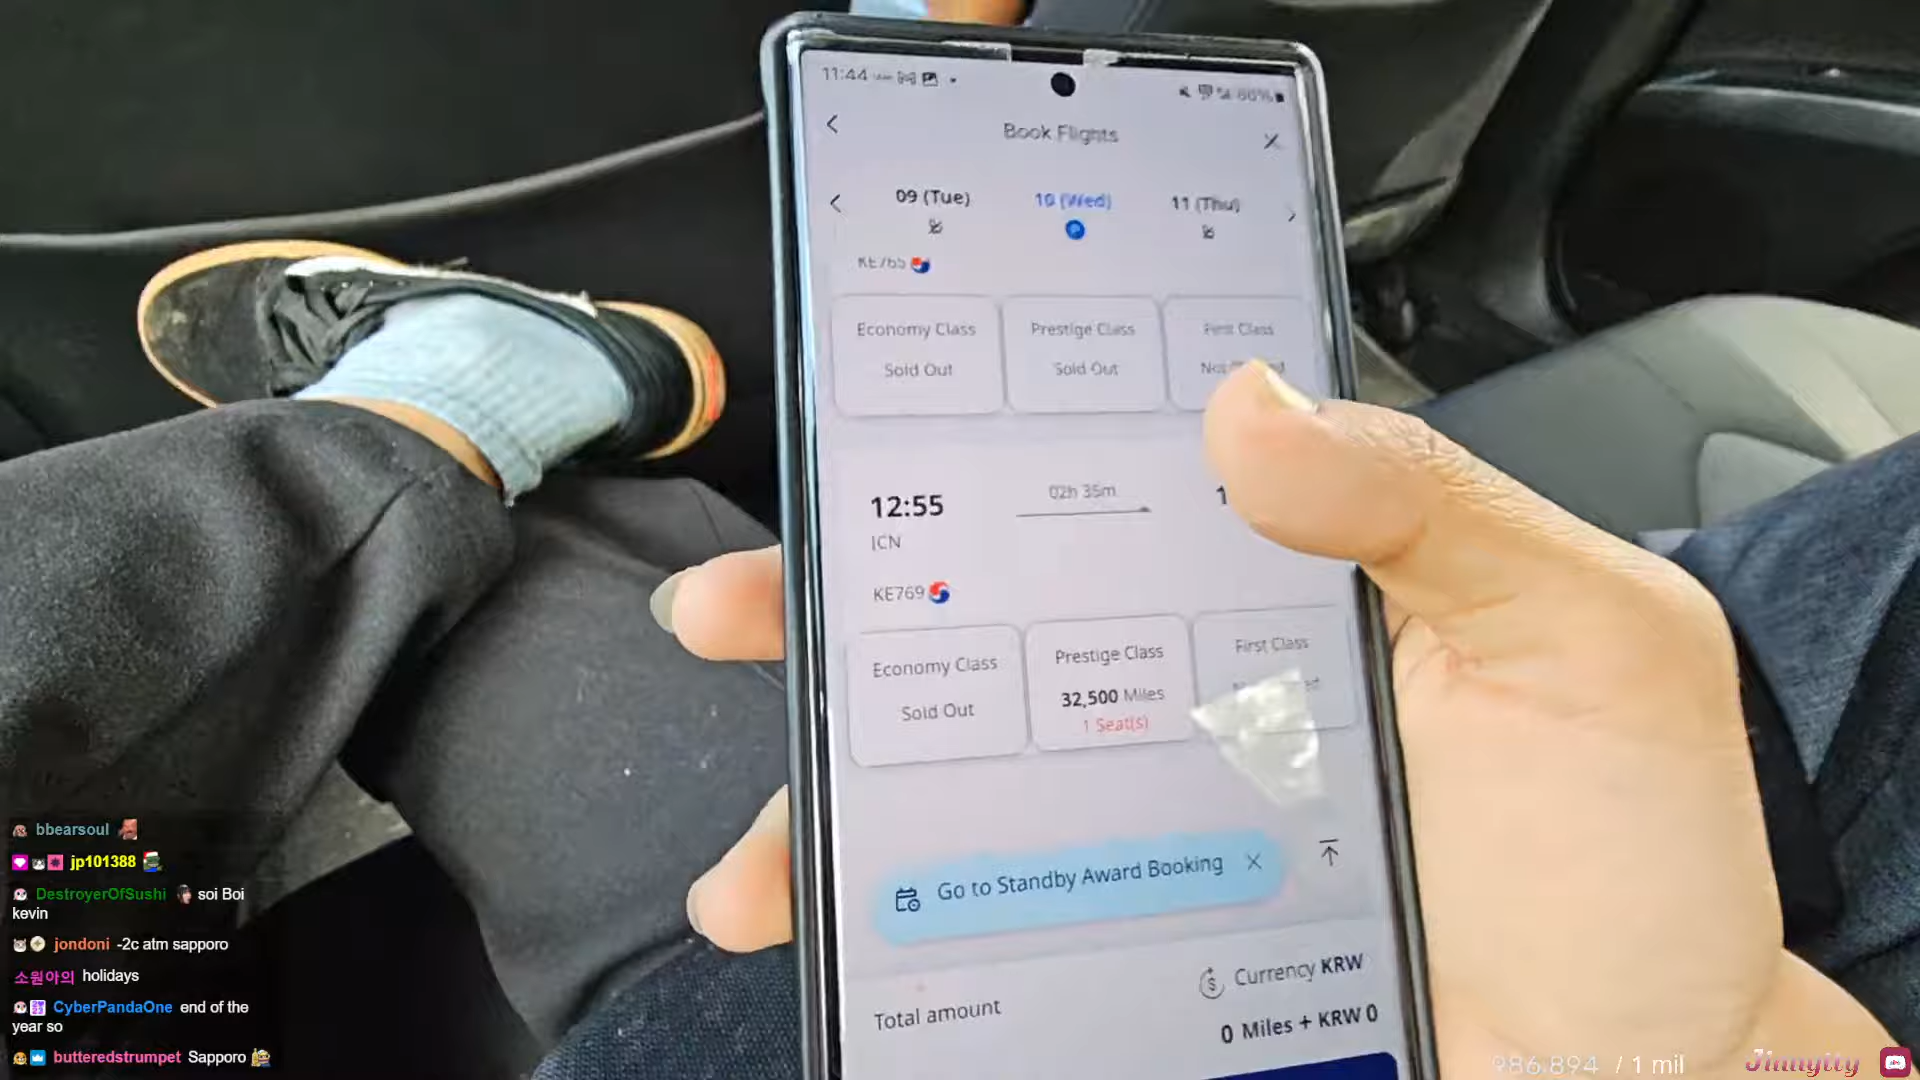 11:44
Book Flights
09 (Tue)
10 (Wed)
11 (Thu)
KE765
Economy Class
Prestige Class
First Class
Sold Out
Sold Out
12:55
02h 35m
ICN
KE769
Economy Class
Prestige Class
First Class
Sold Out
32,500 Miles
1 Seat(s)
Go to Standby Award Booking
Currency KRW
Total amount
0 Miles + KRW 0
bbearsoul
jp101388
DestroyerOfSushi soi Boi
kevin
jondoni -2c atm sapporo
소원아의 holidays
CyberPandaOne end of the
year so
butteredstrumpet Sapporo
986,894 / 1 mil
Jinnytty